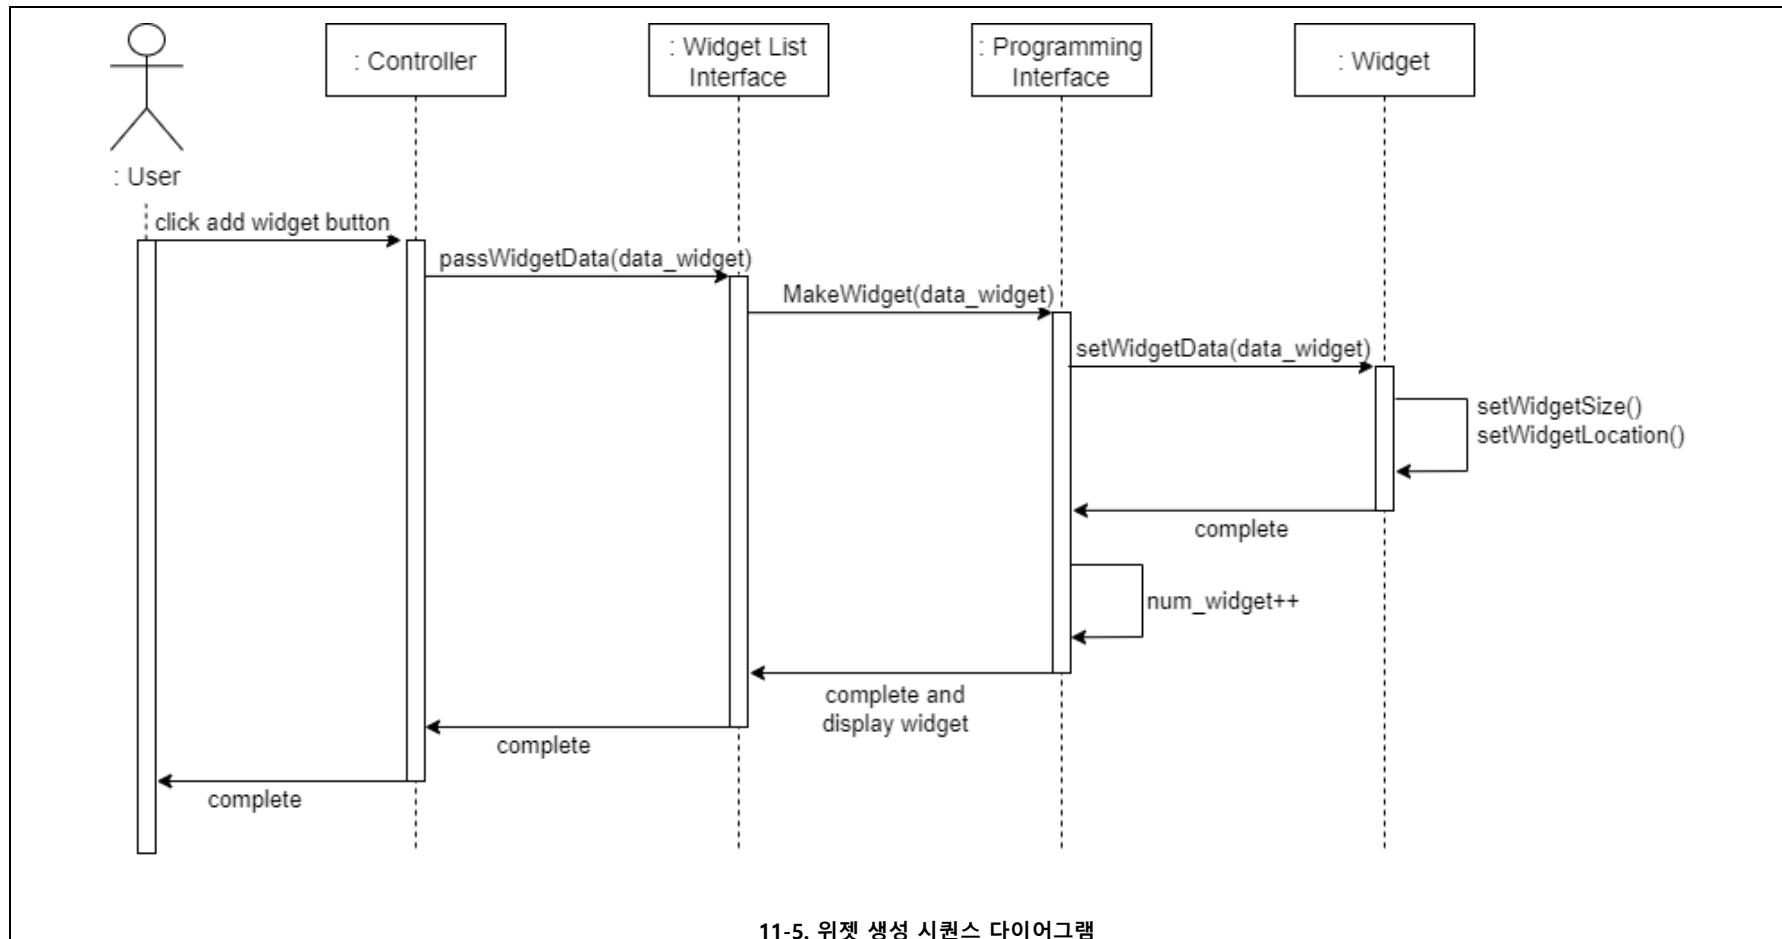 : Controller
: Widget List
Interface
: Programming
Interface
: Widget
: User
click add widget button
passWidgetData(data_widget)
MakeWidget(data_widget)
setWidgetData(data_widget)
setWidgetSize()
setWidgetLocation()
complete
num_widget++
complete and
display widget
complete
complete
11-5. 위젯 생성 시퀀스 다이어그램